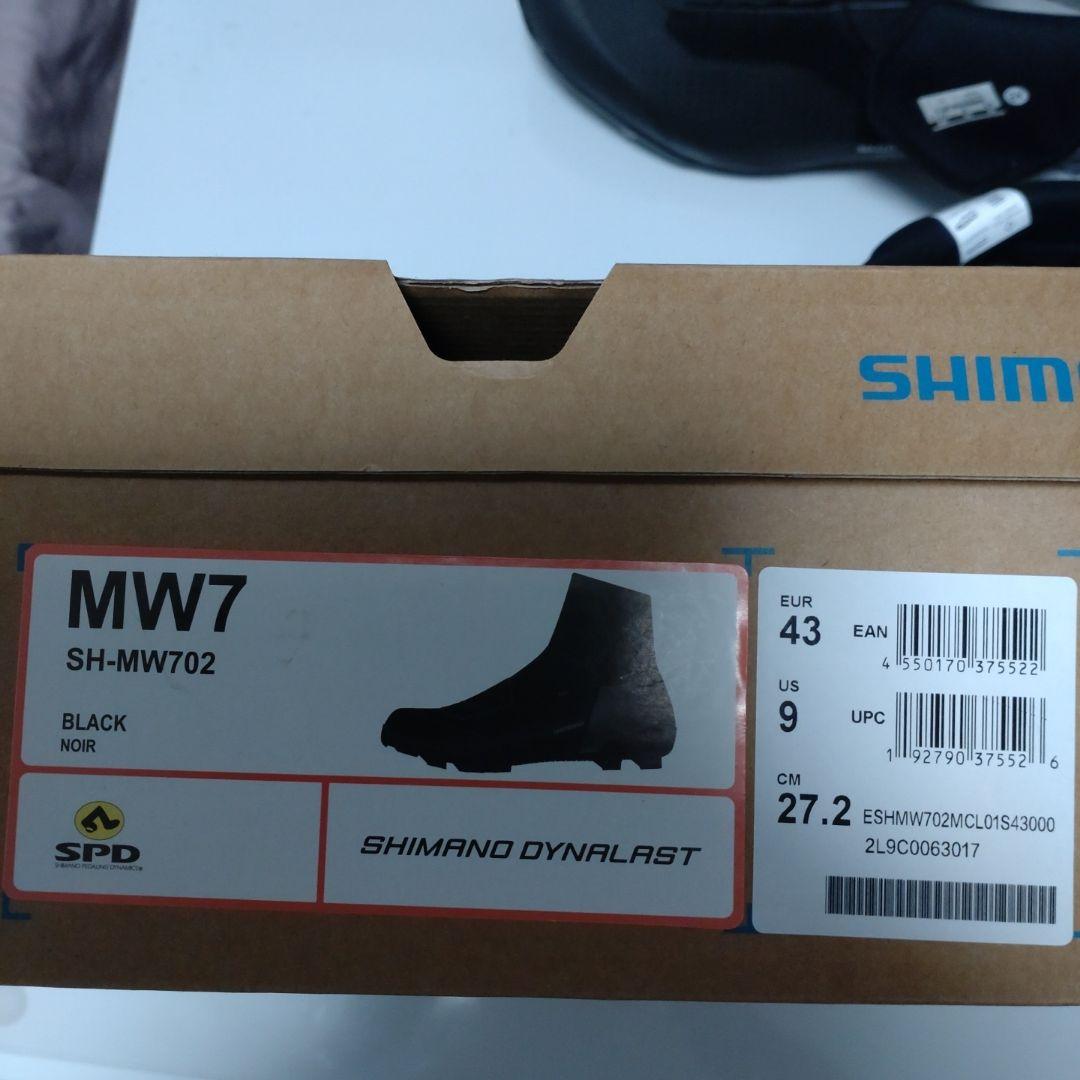 SHIM
MW7
SH-MW702
BLACK
NOIR
SPD
SHIMANO PEDALING DYNAMICS®
SHIMANO DYNALAST
EUR
43
EAN
4 550170 375522
US
9
UPC
1 92790 37552 6
CM
27.2
ESHMW702MCL01S43000
2L9C0063017